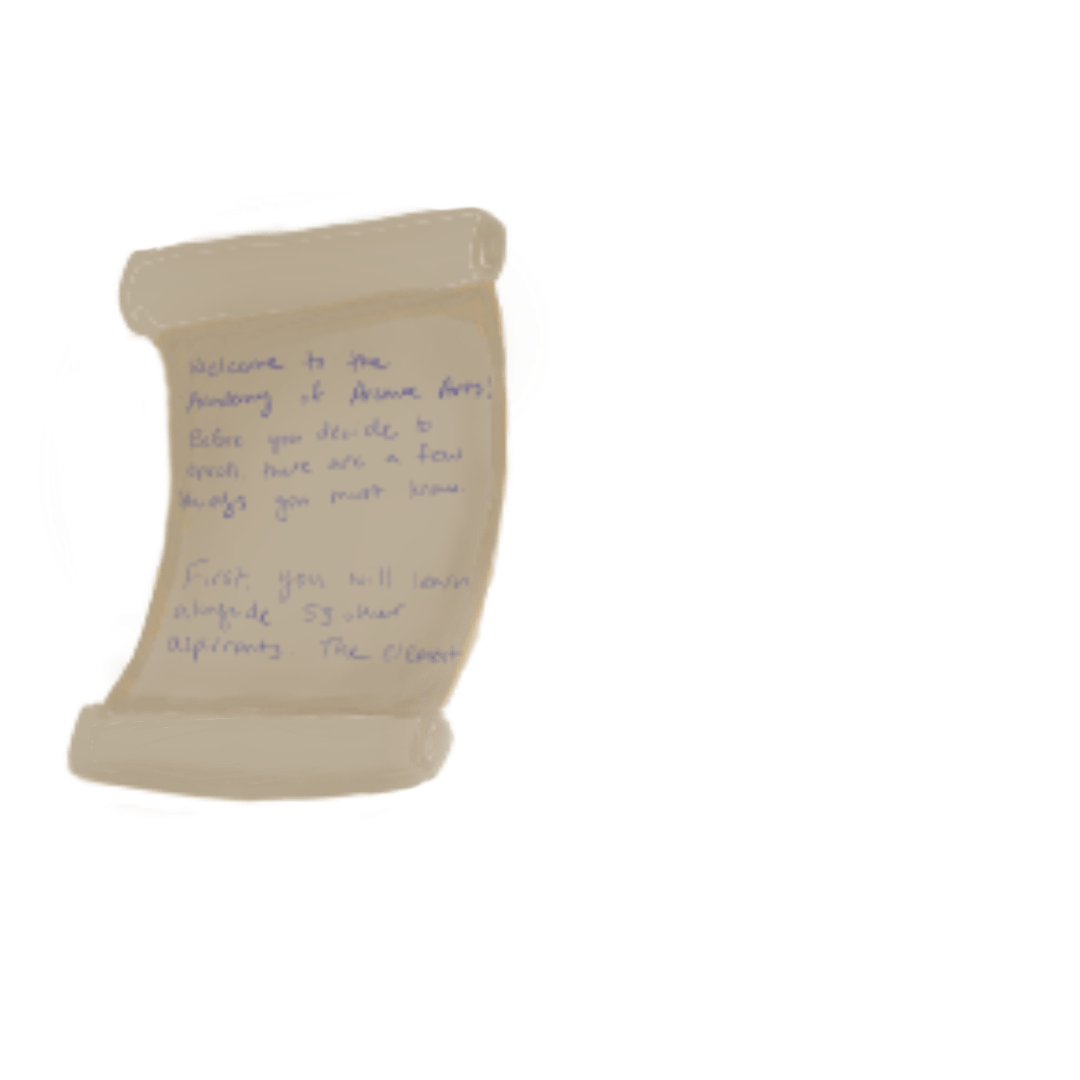 Welcome to the
Academy of Arcane Arts!
Before you decide to
enroll, there are a few
things you must know.
First, you will learn
alongside 53 other
aspirants. The eldest